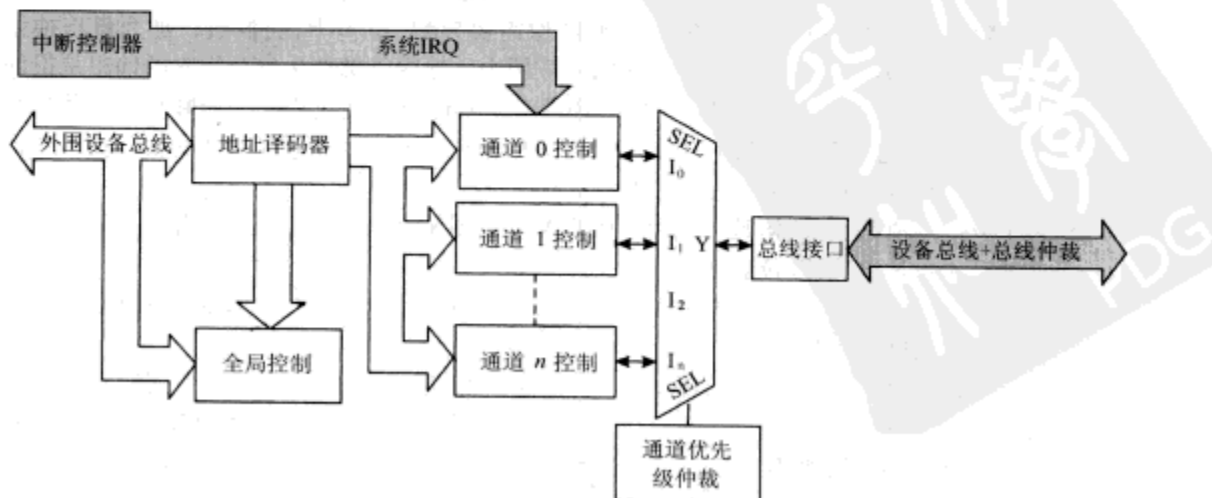 中断控制器
系统IRQ
外围设备总线
地址译码器
通道 0 控制
SEL
I₀
通道 1 控制
I₁ Y
总线接口
设备总线+总线仲裁
I₂
全局控制
通道 n 控制
Iₙ
SEL
通道优先
级仲裁
PDG